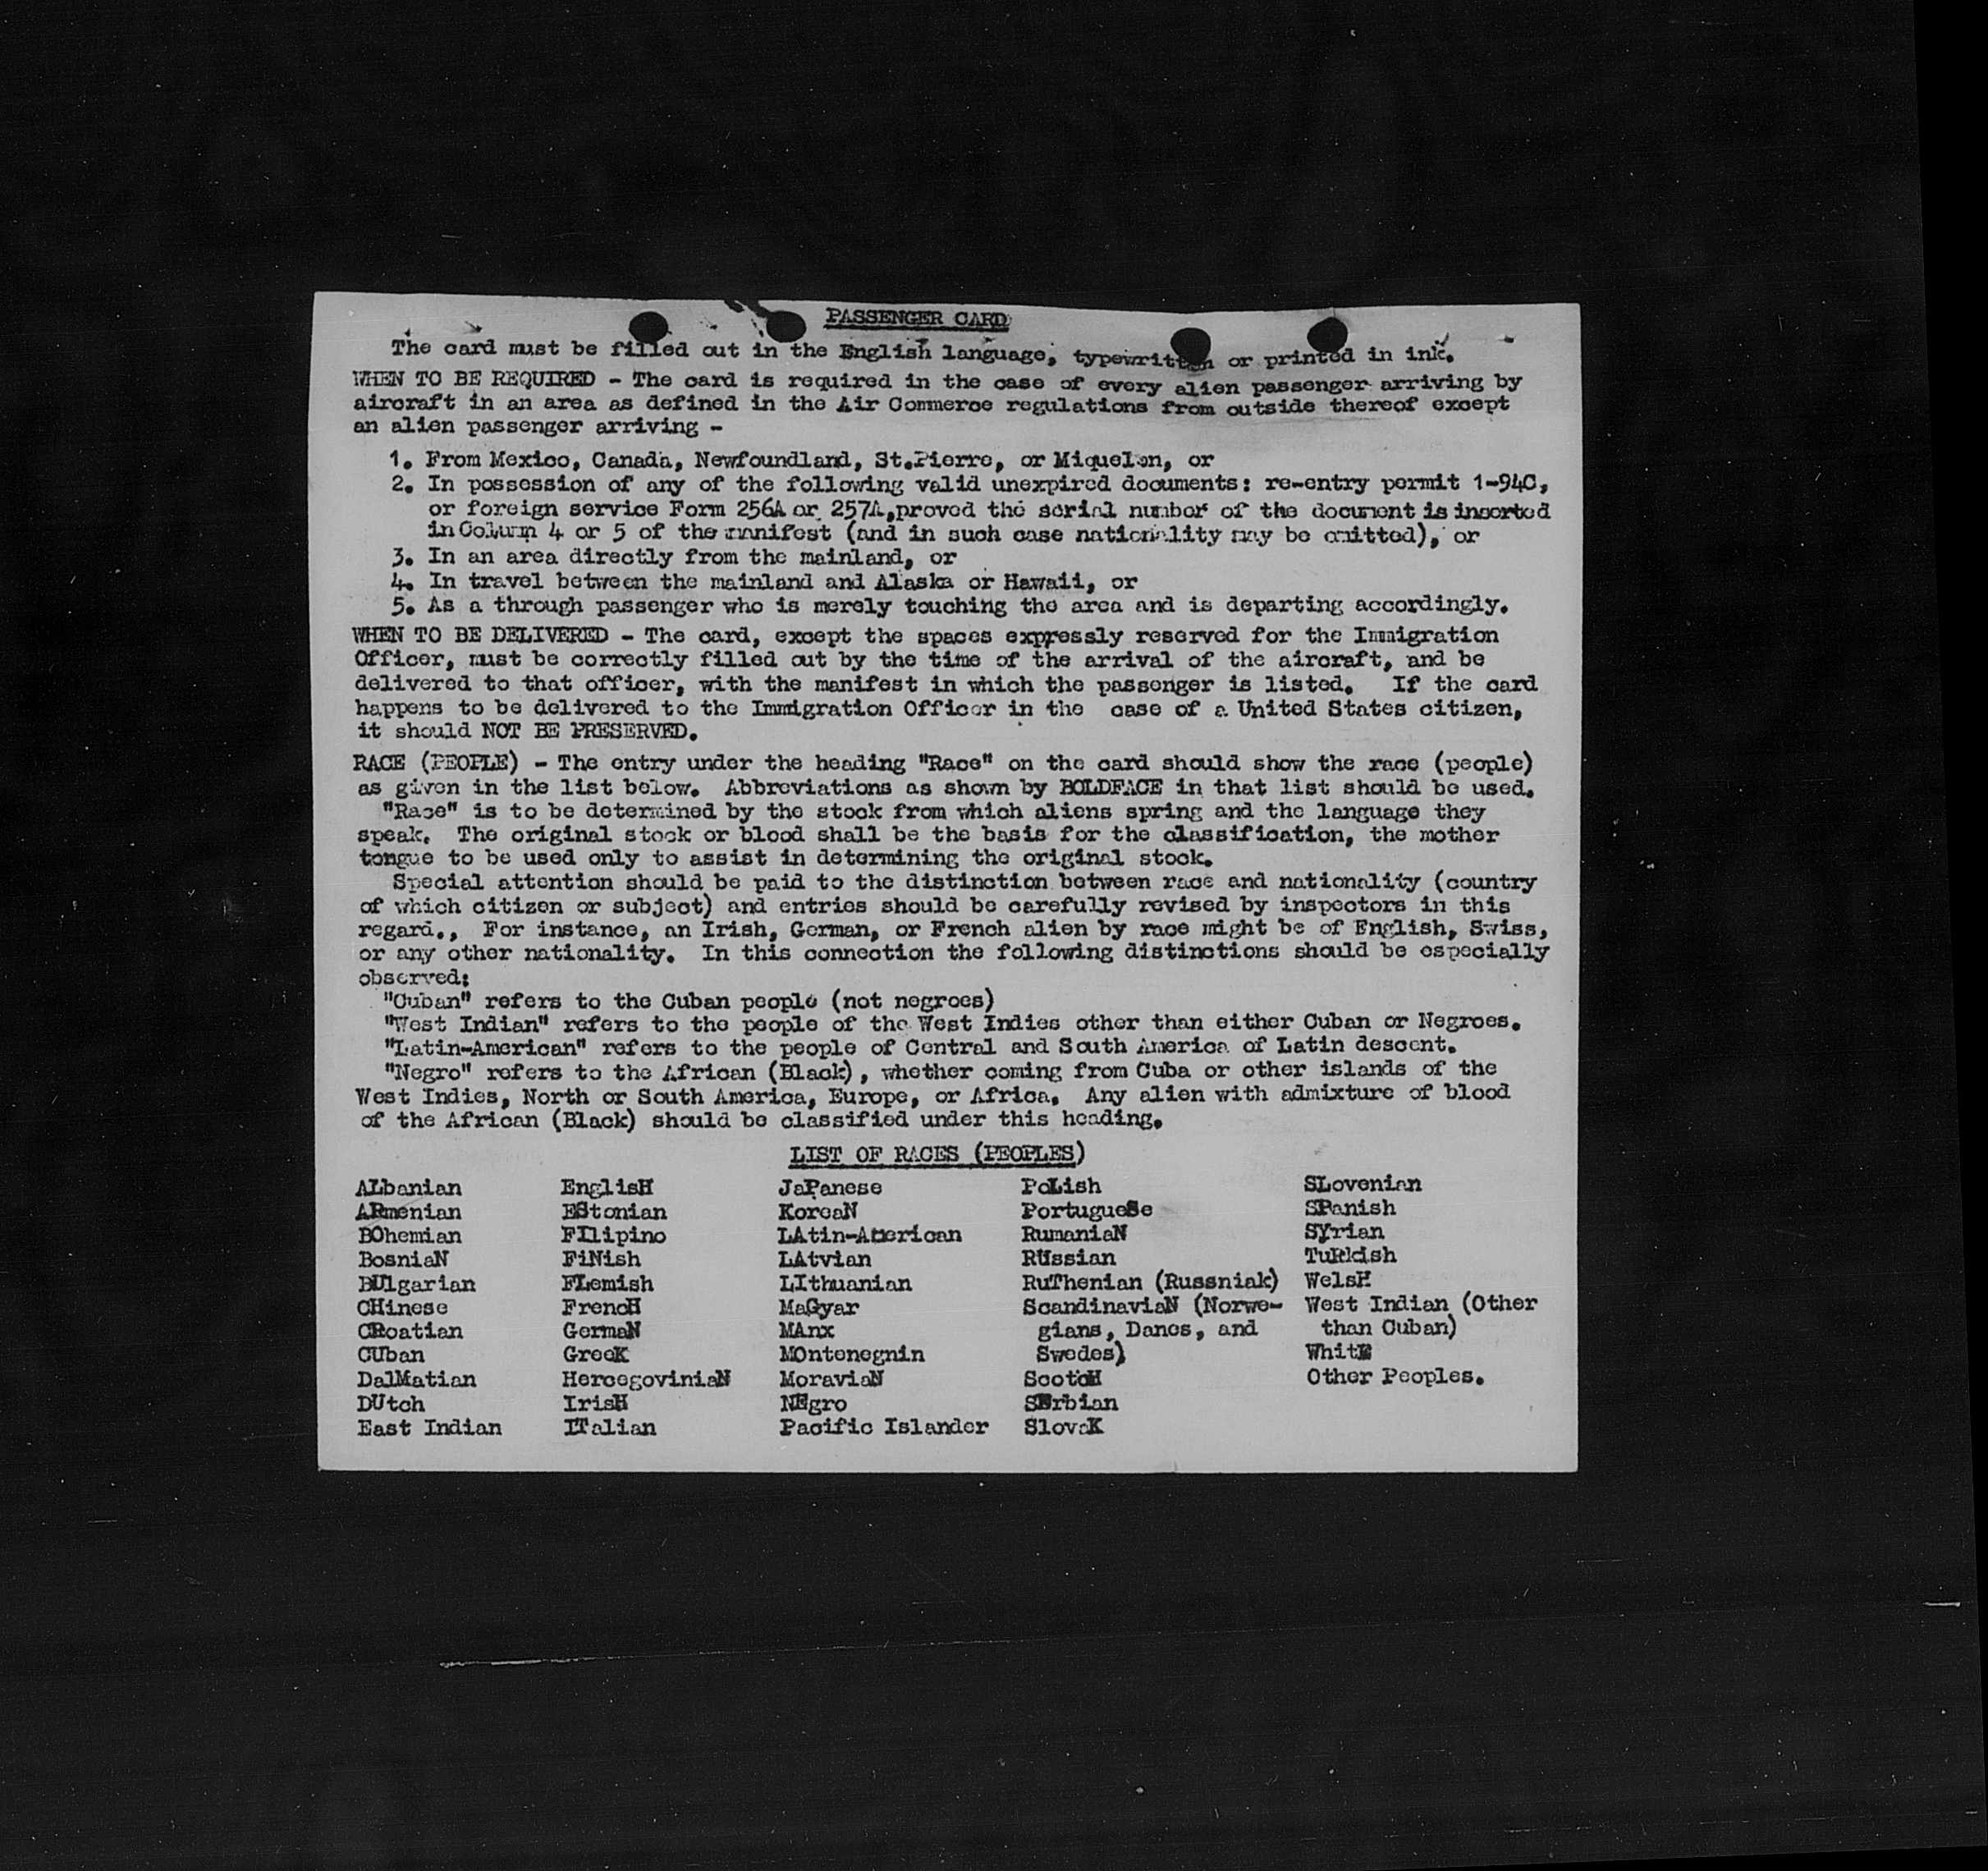 PASSENGER CARD
The card must be filled out in the English language, typewritten or printed in ink.
WHEN TO BE REQUIRED - The card is required in the case of every alien passenger arriving by
aircraft in an area as defined in the Air Commerce regulations from outside thereof except
an alien passenger arriving -
1. From Mexico, Canada, Newfoundland, St.Pierre, or Miquelon, or
2. In possession of any of the following valid unexpired documents: re-entry permit 1-94C,
or foreign service Form 256A or 257A,proved the serial number of the document is inserted
in Column 4 or 5 of the manifest (and in such case nationality may be omitted), or
3. In an area directly from the mainland, or
4. In travel between the mainland and Alaska or Hawaii, or
5. As a through passenger who is merely touching the area and is departing accordingly.
WHEN TO BE DELIVERED - The card, except the spaces expressly reserved for the Immigration
Officer, must be correctly filled out by the time of the arrival of the aircraft, and be
delivered to that officer, with the manifest in which the passenger is listed. If the card
happens to be delivered to the Immigration Officer in the case of a United States citizen,
it should NOT BE PRESERVED.
RACE (PEOPLE) - The entry under the heading "Race" on the card should show the race (people)
as given in the list below. Abbreviations as shown by BOLDFACE in that list should be used.
"Race" is to be determined by the stock from which aliens spring and the language they
speak. The original stock or blood shall be the basis for the classification, the mother
tongue to be used only to assist in determining the original stock.
Special attention should be paid to the distinction between race and nationality (country
of which citizen or subject) and entries should be carefully revised by inspectors in this
regard., For instance, an Irish, German, or French alien by race might be of English, Swiss,
or any other nationality. In this connection the following distinctions should be especially
observed:
"Cuban" refers to the Cuban people (not negroes)
"West Indian" refers to the people of the West Indies other than either Cuban or Negroes.
"Latin-American" refers to the people of Central and South America of Latin descent.
"Negro" refers to the African (Black), whether coming from Cuba or other islands of the
West Indies, North or South America, Europe, or Africa. Any alien with admixture of blood
of the African (Black) should be classified under this heading.
LIST OF RACES (PEOPLES)
ALbanian EnglisH JaPanese PoLish SLovenian
ARmenian EStonian KoreaN PortugueSe SPanish
BOhemian FIlipino LAtin-American RumaniaN SYrian
BosniaN FiNish LAtvian RUssian TuRkish
BUlgarian FLemish LIthuanian RuThenian (Russniak) WelsH
CHinese FrencH MaGyar ScandinaviaN (Norwe- West Indian (Other
CRoatian GermaN MAnx gians, Danes, and than Cuban)
CUban GreeK MOntenegnin Swedes) WhitE
DalMatian HercegoviniaN MoraviaN ScotcH Other Peoples.
DUtch IrisH NEgro SErbian
East Indian ITalian Pacific Islander SlovaK